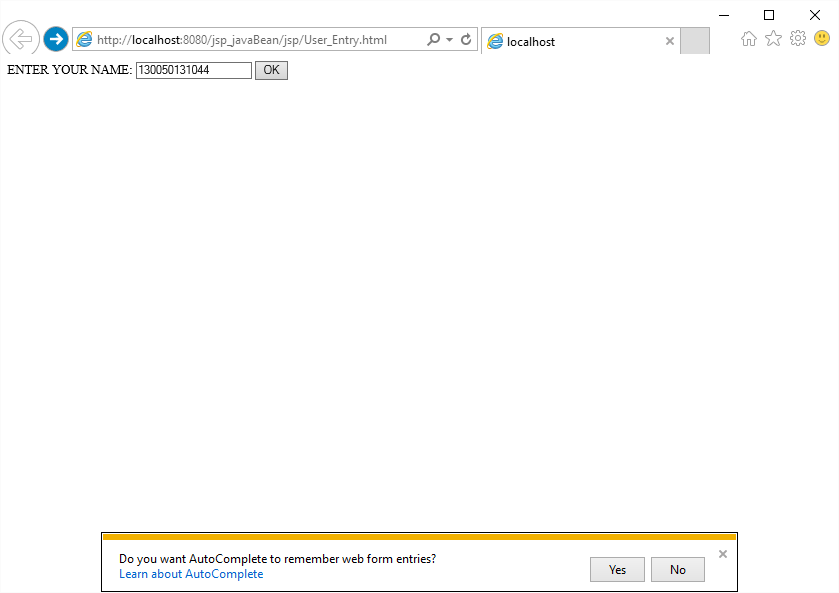 http://localhost:8080/jsp_javaBean/jsp/User_Entry.html
localhost
ENTER YOUR NAME: 130050131044 OK
Do you want AutoComplete to remember web form entries?
Learn about AutoComplete
Yes No